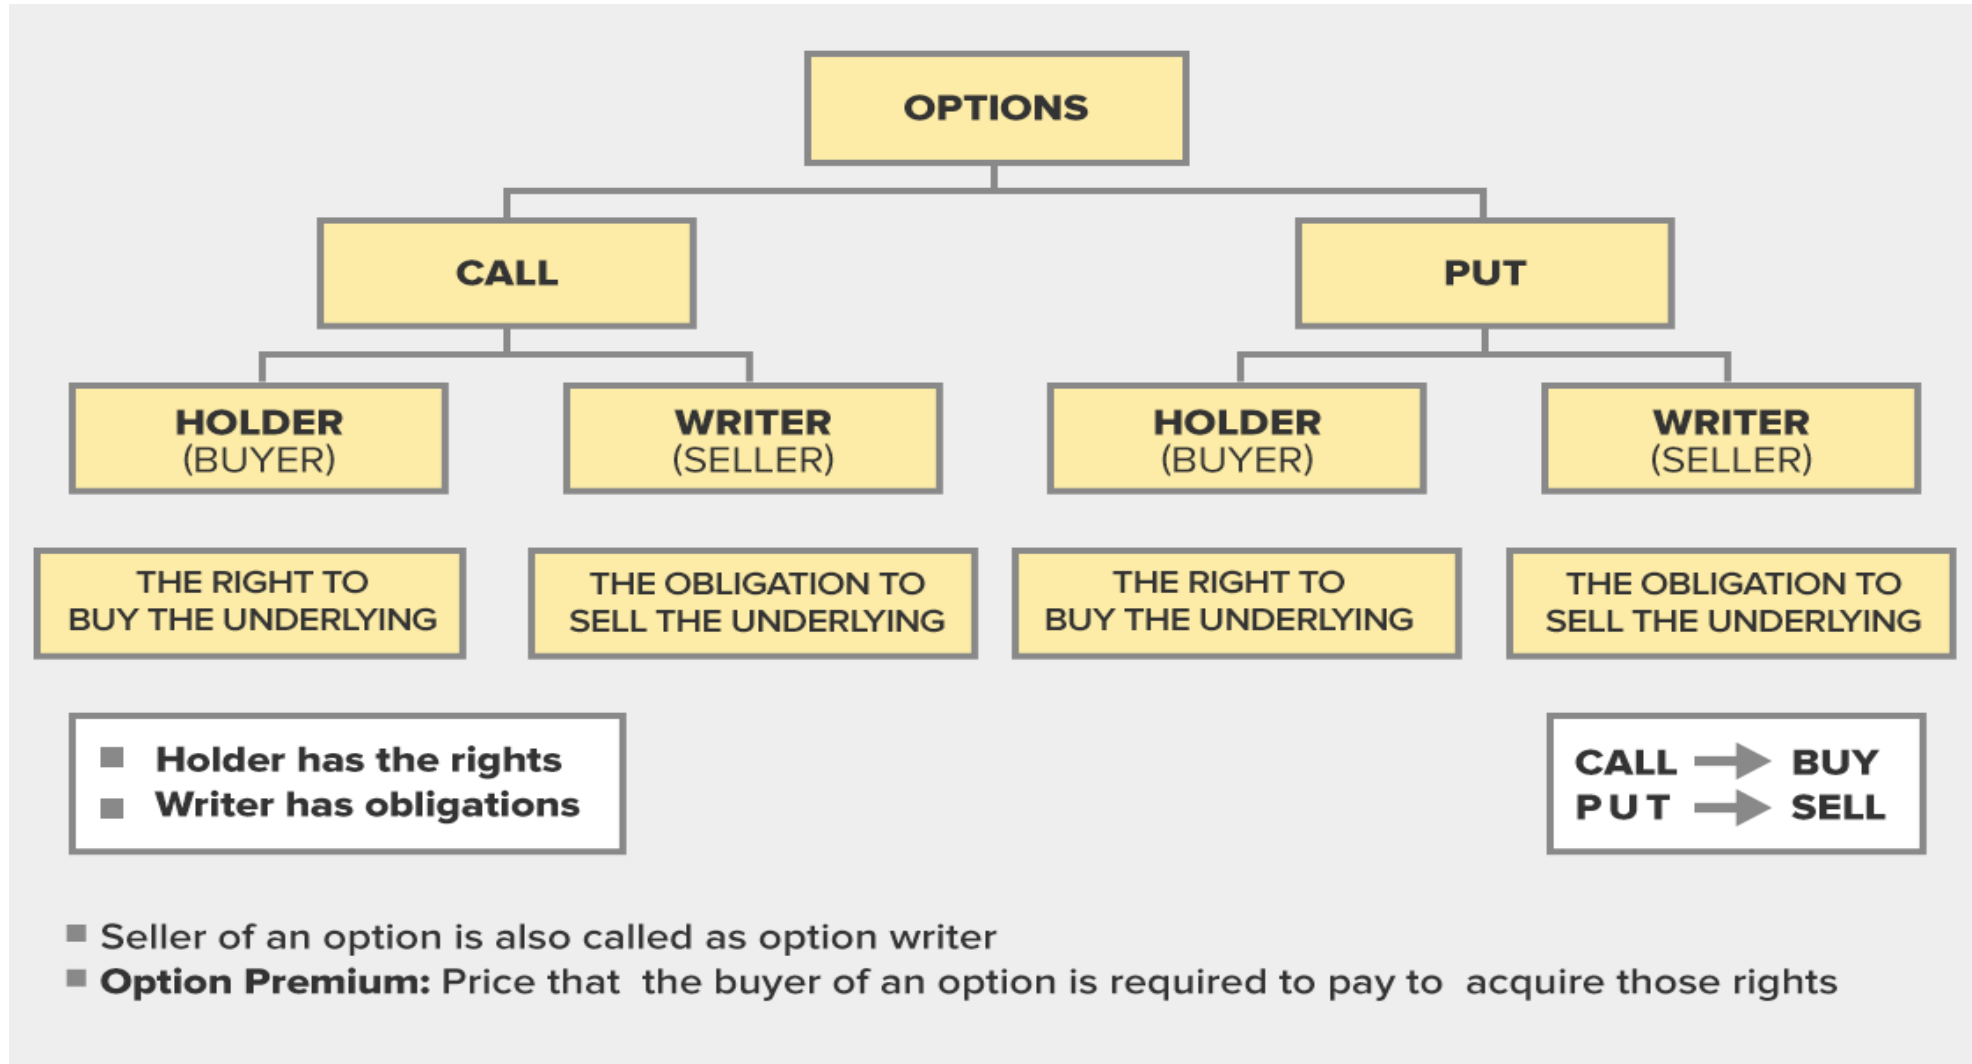 OPTIONS
CALL
PUT
HOLDER
(BUYER)
WRITER
(SELLER)
HOLDER
(BUYER)
WRITER
(SELLER)
THE RIGHT TO
BUY THE UNDERLYING
THE OBLIGATION TO
SELL THE UNDERLYING
THE RIGHT TO
BUY THE UNDERLYING
THE OBLIGATION TO
SELL THE UNDERLYING
Holder has the rights
Writer has obligations
CALL BUY
PUT SELL
Seller of an option is also called as option writer
Option Premium: Price that the buyer of an option is required to pay to acquire those rights